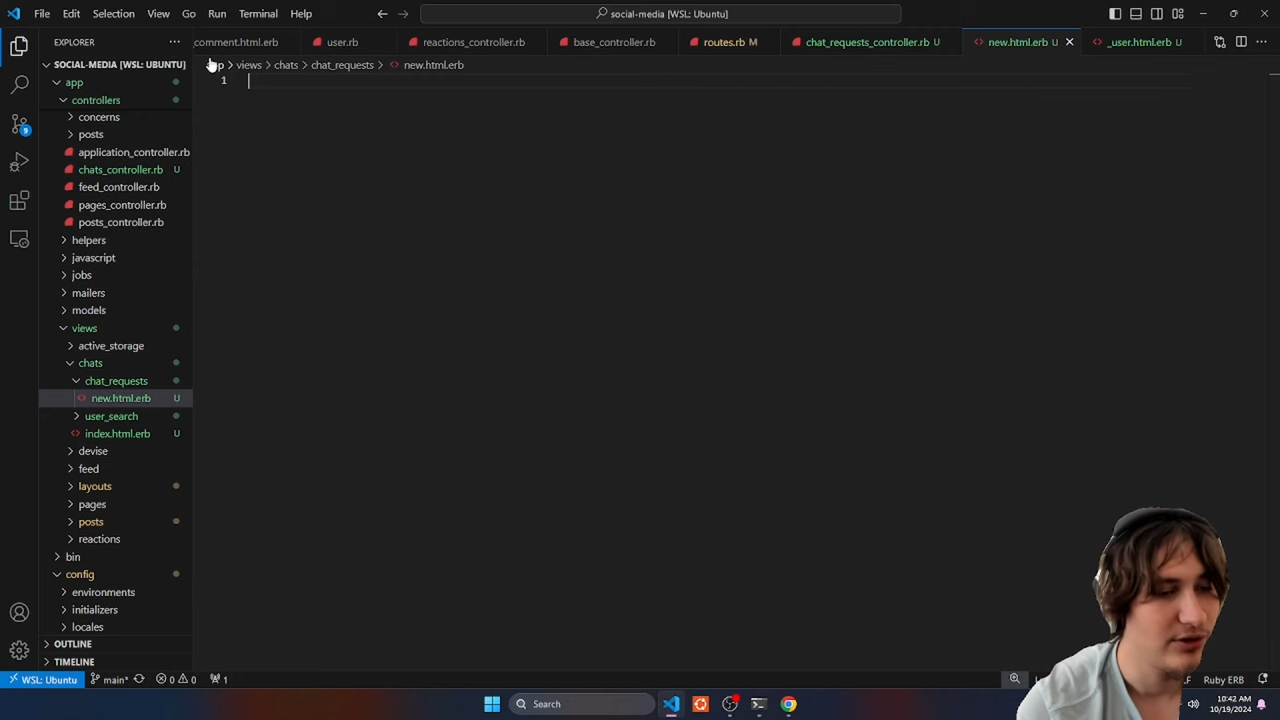 File Edit Selection View Go Run Terminal Help
social-media [WSL: Ubuntu]
EXPLORER
comment.html.erb user.rb reactions_controller.rb base_controller.rb routes.rb M chat_requests_controller.rb U new.html.erb U _user.html.erb U
SOCIAL-MEDIA [WSL: UBUNTU]
views > chats > chat_requests > new.html.erb
1
app
controllers
concerns
posts
application_controller.rb
chats_controller.rb U
feed_controller.rb
pages_controller.rb
posts_controller.rb
helpers
javascript
jobs
mailers
models
views
active_storage
chats
chat_requests
new.html.erb U
user_search
index.html.erb U
devise
feed
layouts
pages
posts
reactions
bin
config
environments
initializers
locales
OUTLINE
TIMELINE
9
WSL: Ubuntu main* 0 0 1
Ruby ERB
Search
10:42 AM
10/19/2024